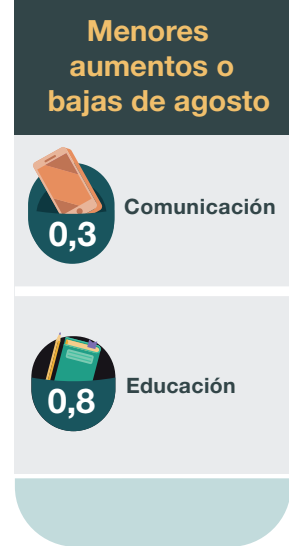 Menores
aumentos o
bajas de agosto
Comunicación
0,3
Educación
0,8